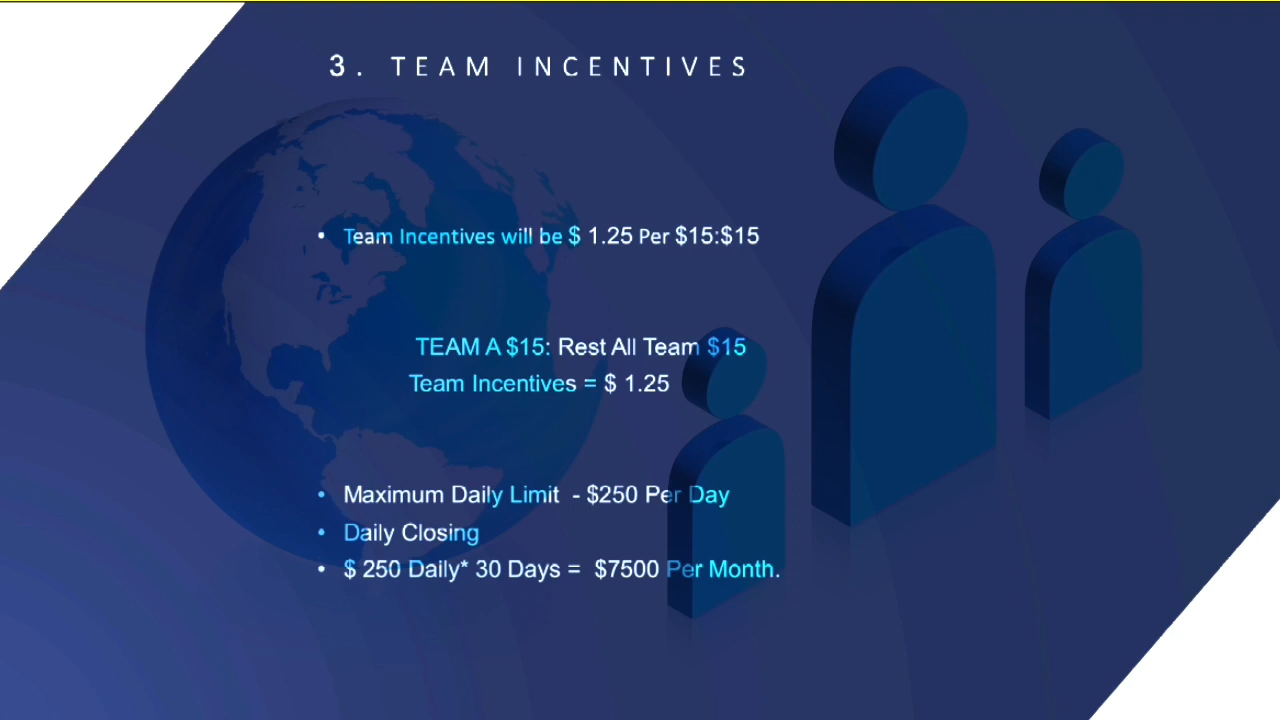 3. TEAM INCENTIVES
• Team Incentives will be $ 1.25 Per $15:$15
TEAM A $15: Rest All Team $15
Team Incentives = $ 1.25
• Maximum Daily Limit - $250 Per Day
• Daily Closing
• $ 250 Daily* 30 Days = $7500 Per Month.